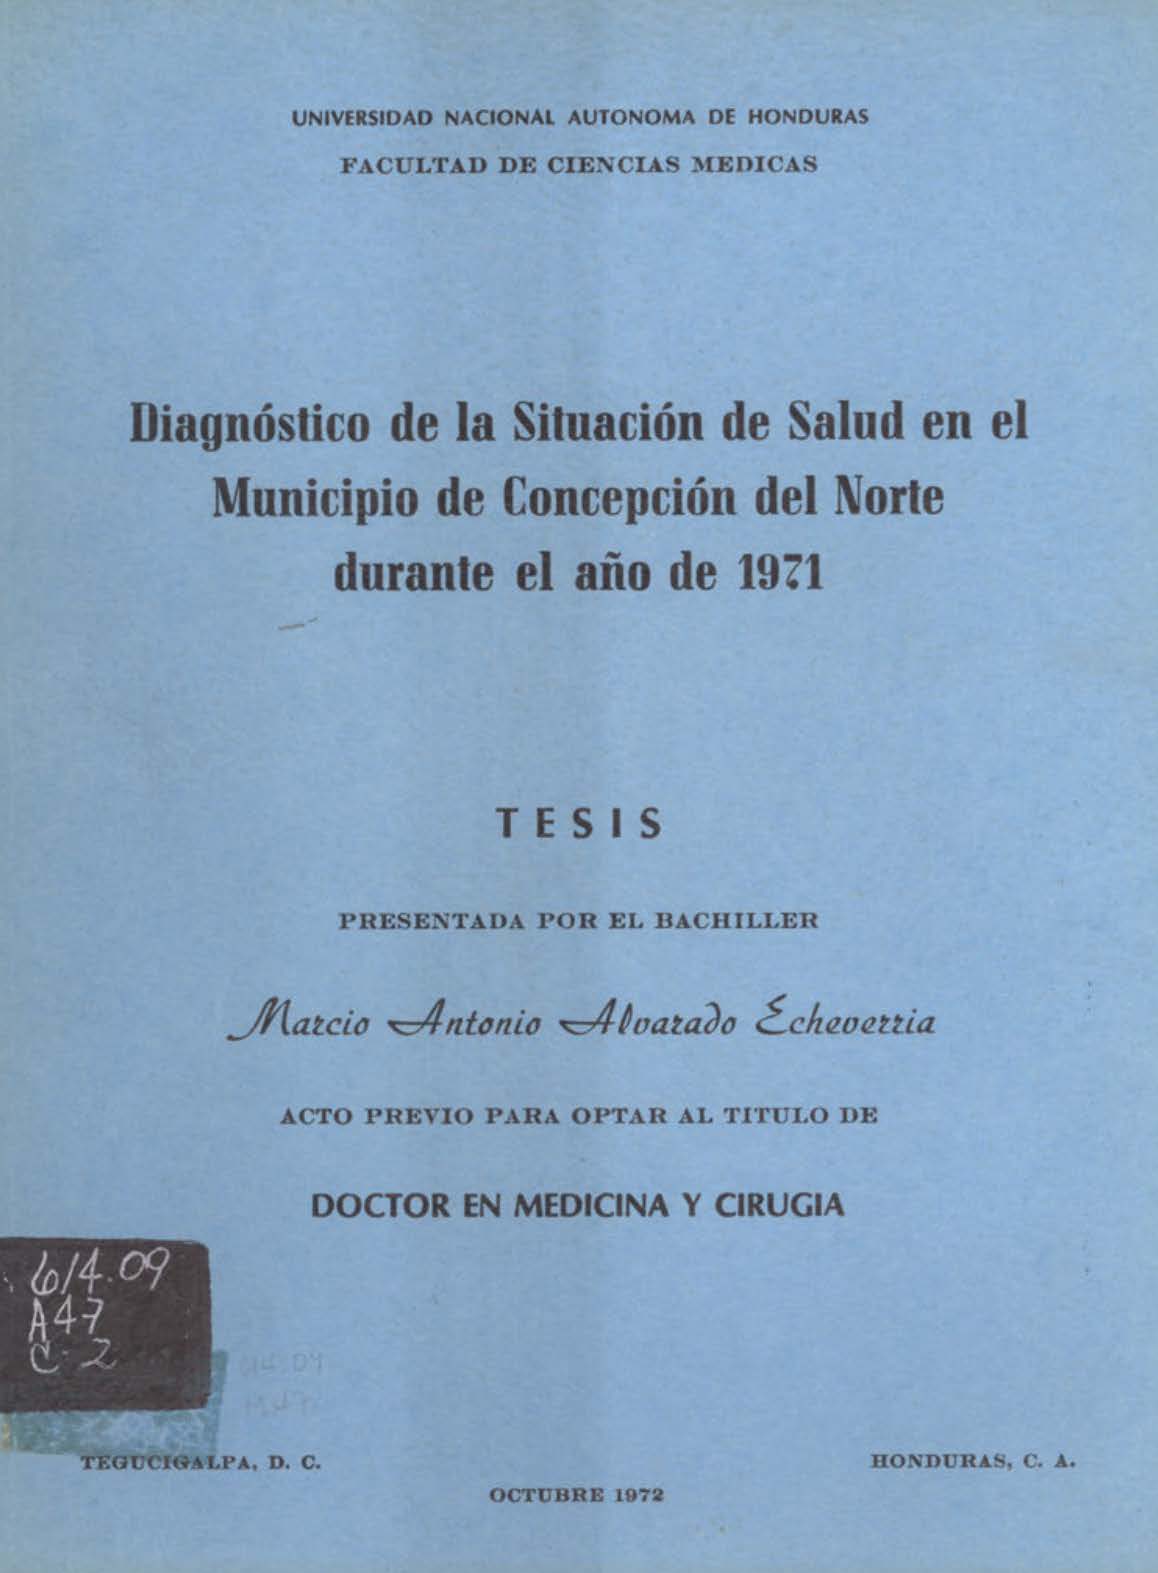 UNIVERSIDAD NACIONAL AUTONOMA DE HONDURAS
FACULTAD DE CIENCIAS MEDICAS
Diagnóstico de la Situación de Salud en el
Municipio de Concepción del Norte
durante el año de 1971
TESIS
PRESENTADA POR EL BACHILLER
Marcio Antonio Alvarado Echeverria
ACTO PREVIO PARA OPTAR AL TITULO DE
DOCTOR EN MEDICINA Y CIRUGIA
614.09
A47
C. 2
TEGUCIGALPA, D. C.
HONDURAS, C. A.
OCTUBRE 1972